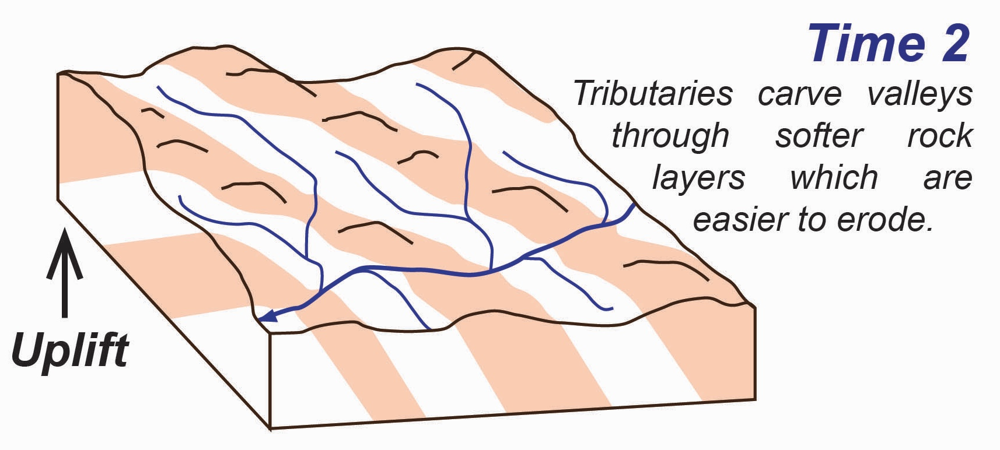 Time 2
Tributaries carve valleys
through softer rock
layers which are
easier to erode.
Uplift